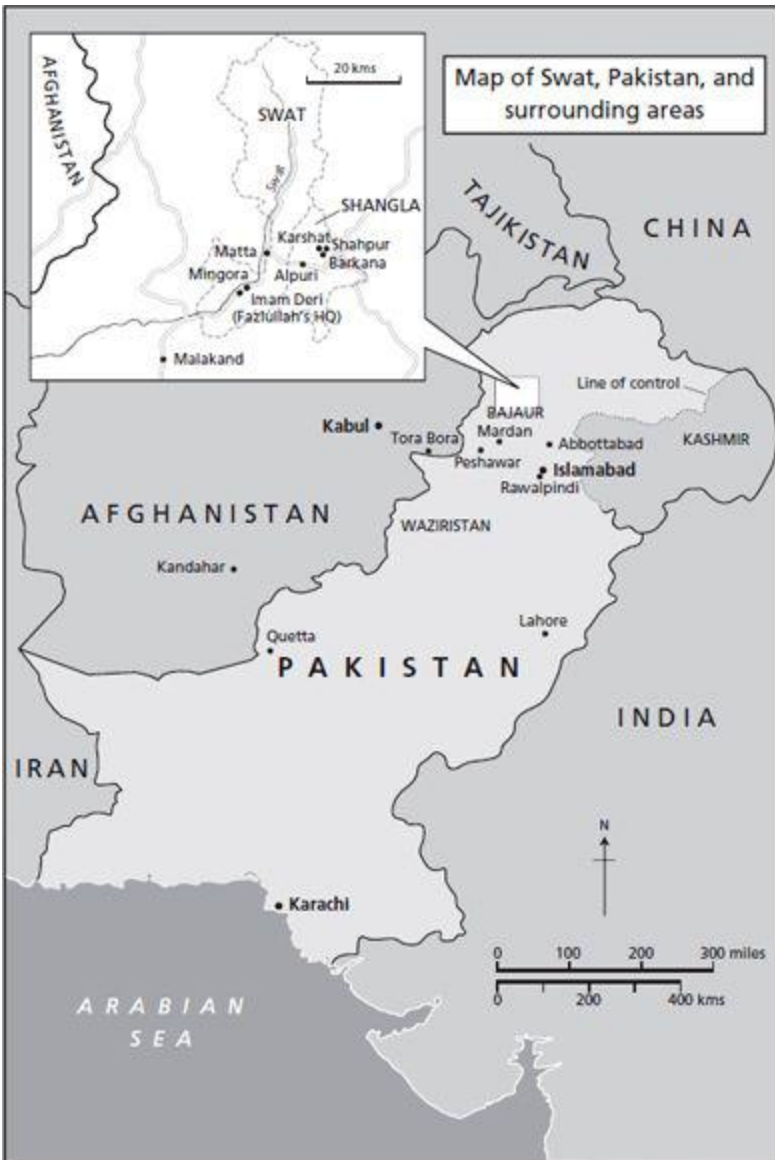 Map of Swat, Pakistan, and
surrounding areas
AFGHANISTAN
20 kms
SWAT
Swat
SHANGLA
Karshat
Shahpur
Matta
Barkana
Alpuri
Mingora
Imam Deri
(Fazlullah's HQ)
Malakand
TAJIKISTAN
CHINA
Line of control
BAJAUR
Kabul
Mardan
Tora Bora
Abbottabad
KASHMIR
Peshawar
Islamabad
Rawalpindi
AFGHANISTAN
WAZIRISTAN
Kandahar
Lahore
Quetta
PAKISTAN
INDIA
IRAN
N
Karachi
0 100 200 300 miles
0 200 400 kms
ARABIAN
SEA